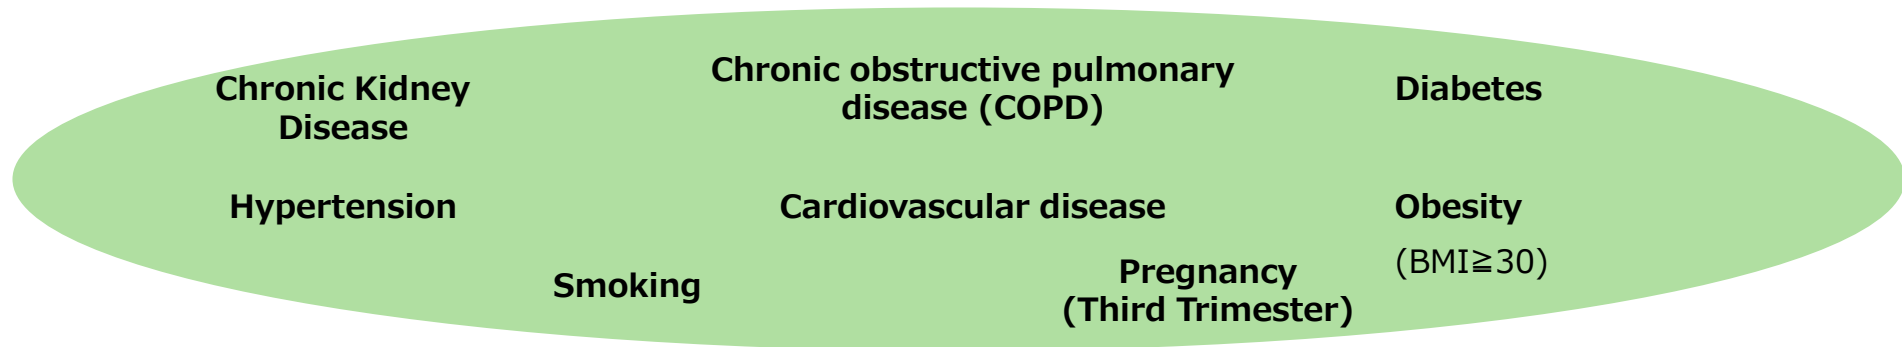 Chronic Kidney
Disease
Chronic obstructive pulmonary
disease (COPD)
Diabetes
Hypertension
Cardiovascular disease
Obesity
(BMI≧30)
Smoking
Pregnancy
(Third Trimester)